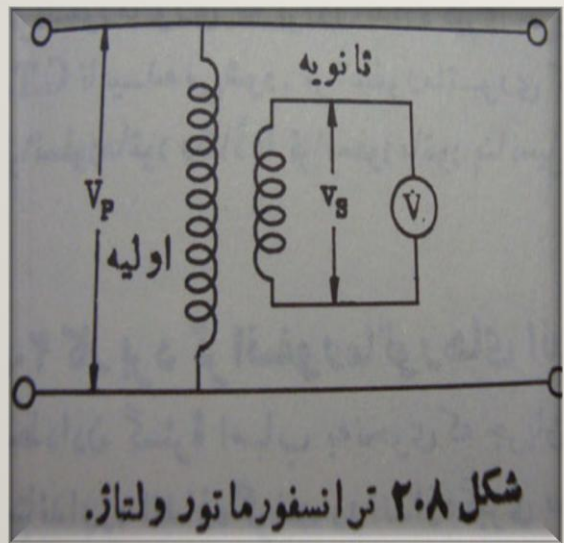 ثانویه
V_P
V_S
V
اولیه
شکل ۲۰۸ ترانسفورماتور ولتاژ.